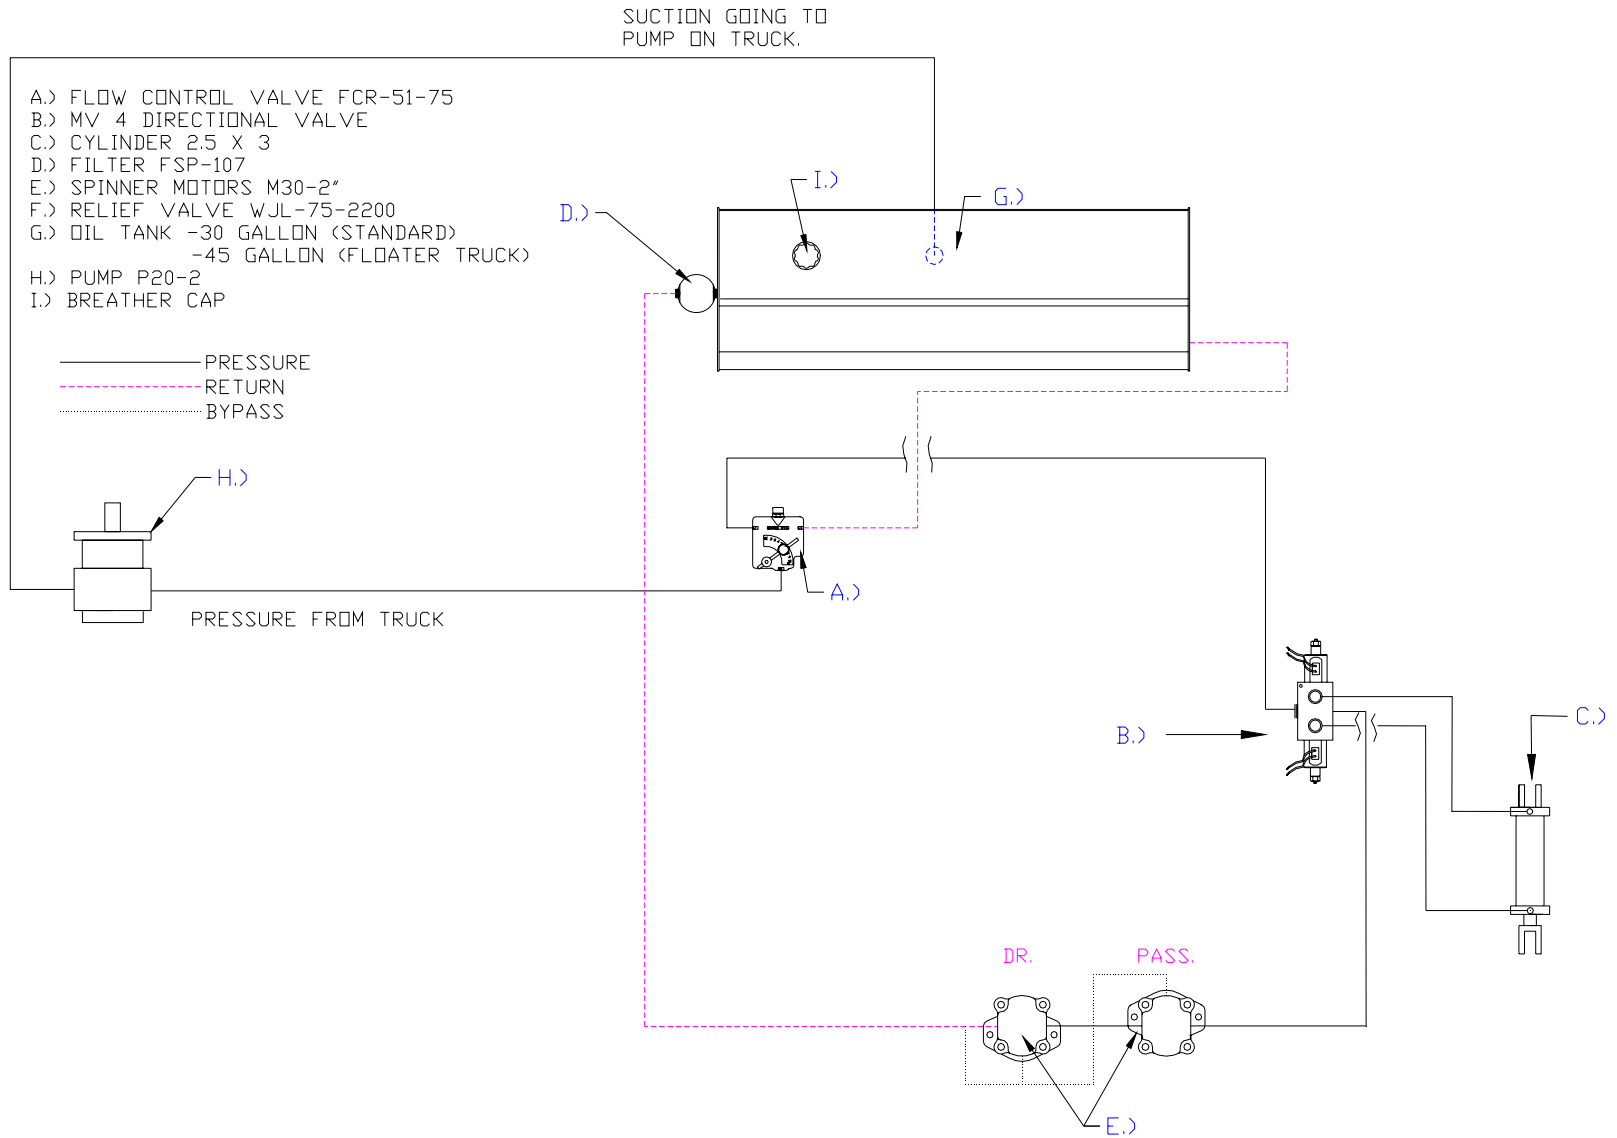 SUCTION GOING TO
PUMP ON TRUCK.
A.) FLOW CONTROL VALVE FCR-51-75
B.) MV 4 DIRECTIONAL VALVE
C.) CYLINDER 2.5 X 3
D.) FILTER FSP-107
E.) SPINNER MOTORS M30-2"
F.) RELIEF VALVE WJL-75-2200
G.) OIL TANK -30 GALLON (STANDARD)
-45 GALLON (FLOATER TRUCK)
H.) PUMP P20-2
I.) BREATHER CAP
PRESSURE
RETURN
BYPASS
I.)
G.)
D.)
H.)
A.)
PRESSURE FROM TRUCK
B.)
C.)
DR.
PASS.
E.)